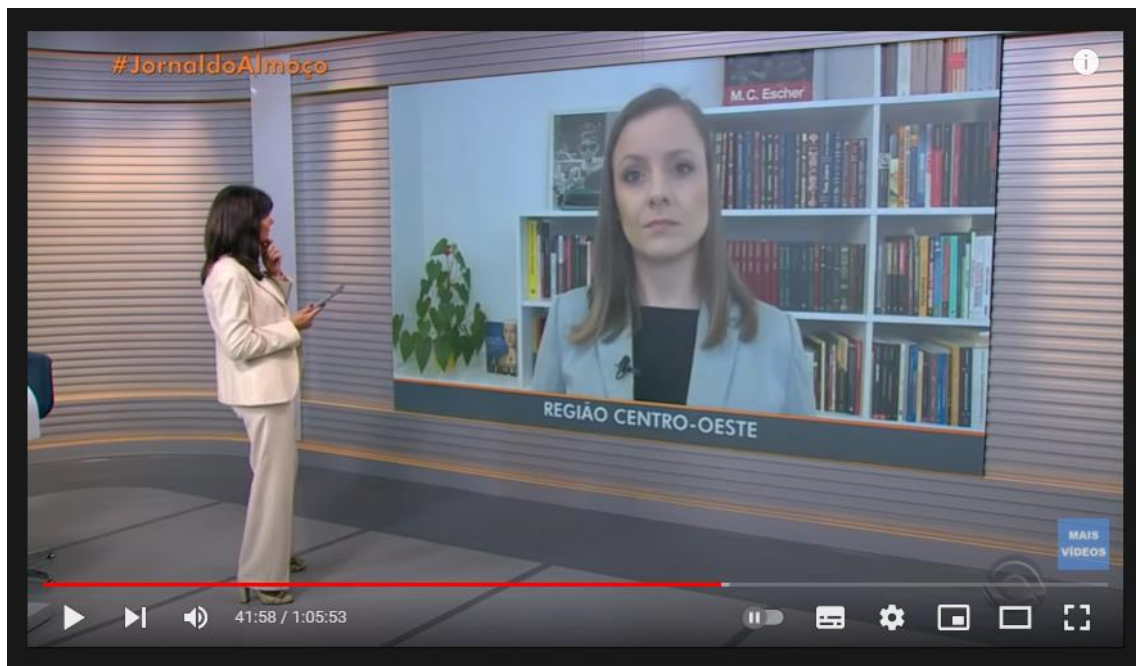 #JornaldoAlmoço
M.C. Escher
REGIÃO CENTRO-OESTE
MAIS
VÍDEOS
41:58 / 1:05:53